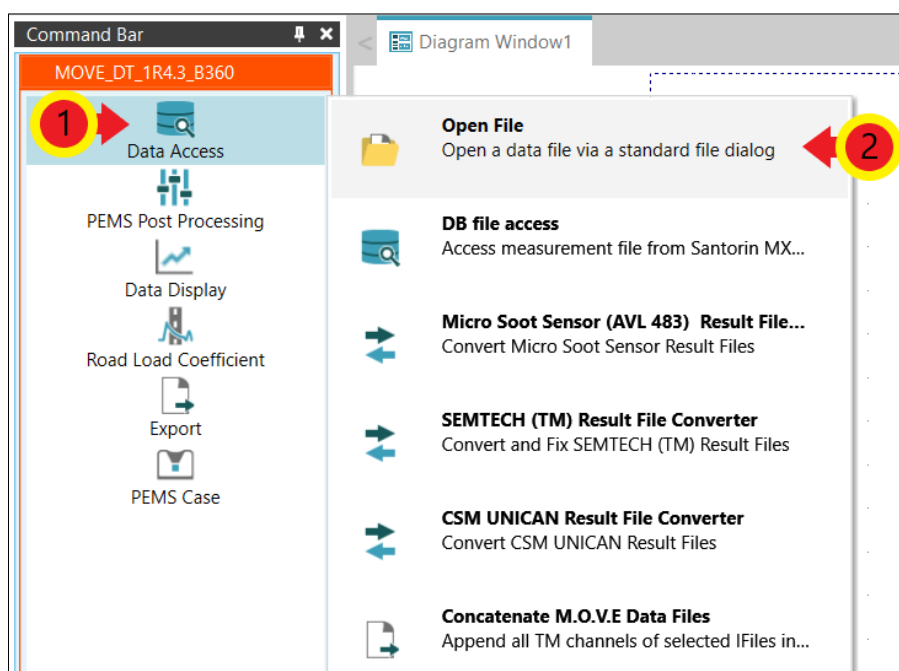 Command Bar
Diagram Window1
MOVE_DT_1R4.3_B360
1
Data Access
PEMS Post Processing
Data Display
Road Load Coefficient
Export
PEMS Case
Open File
Open a data file via a standard file dialog
2
DB file access
Access measurement file from Santorin MX...
Micro Soot Sensor (AVL 483)  Result File...
Convert Micro Soot Sensor Result Files
SEMTECH (TM) Result File Converter
Convert and Fix SEMTECH (TM) Result Files
CSM UNICAN Result File Converter
Convert CSM UNICAN Result Files
Concatenate M.O.V.E Data Files
Append all TM channels of selected IFiles in...